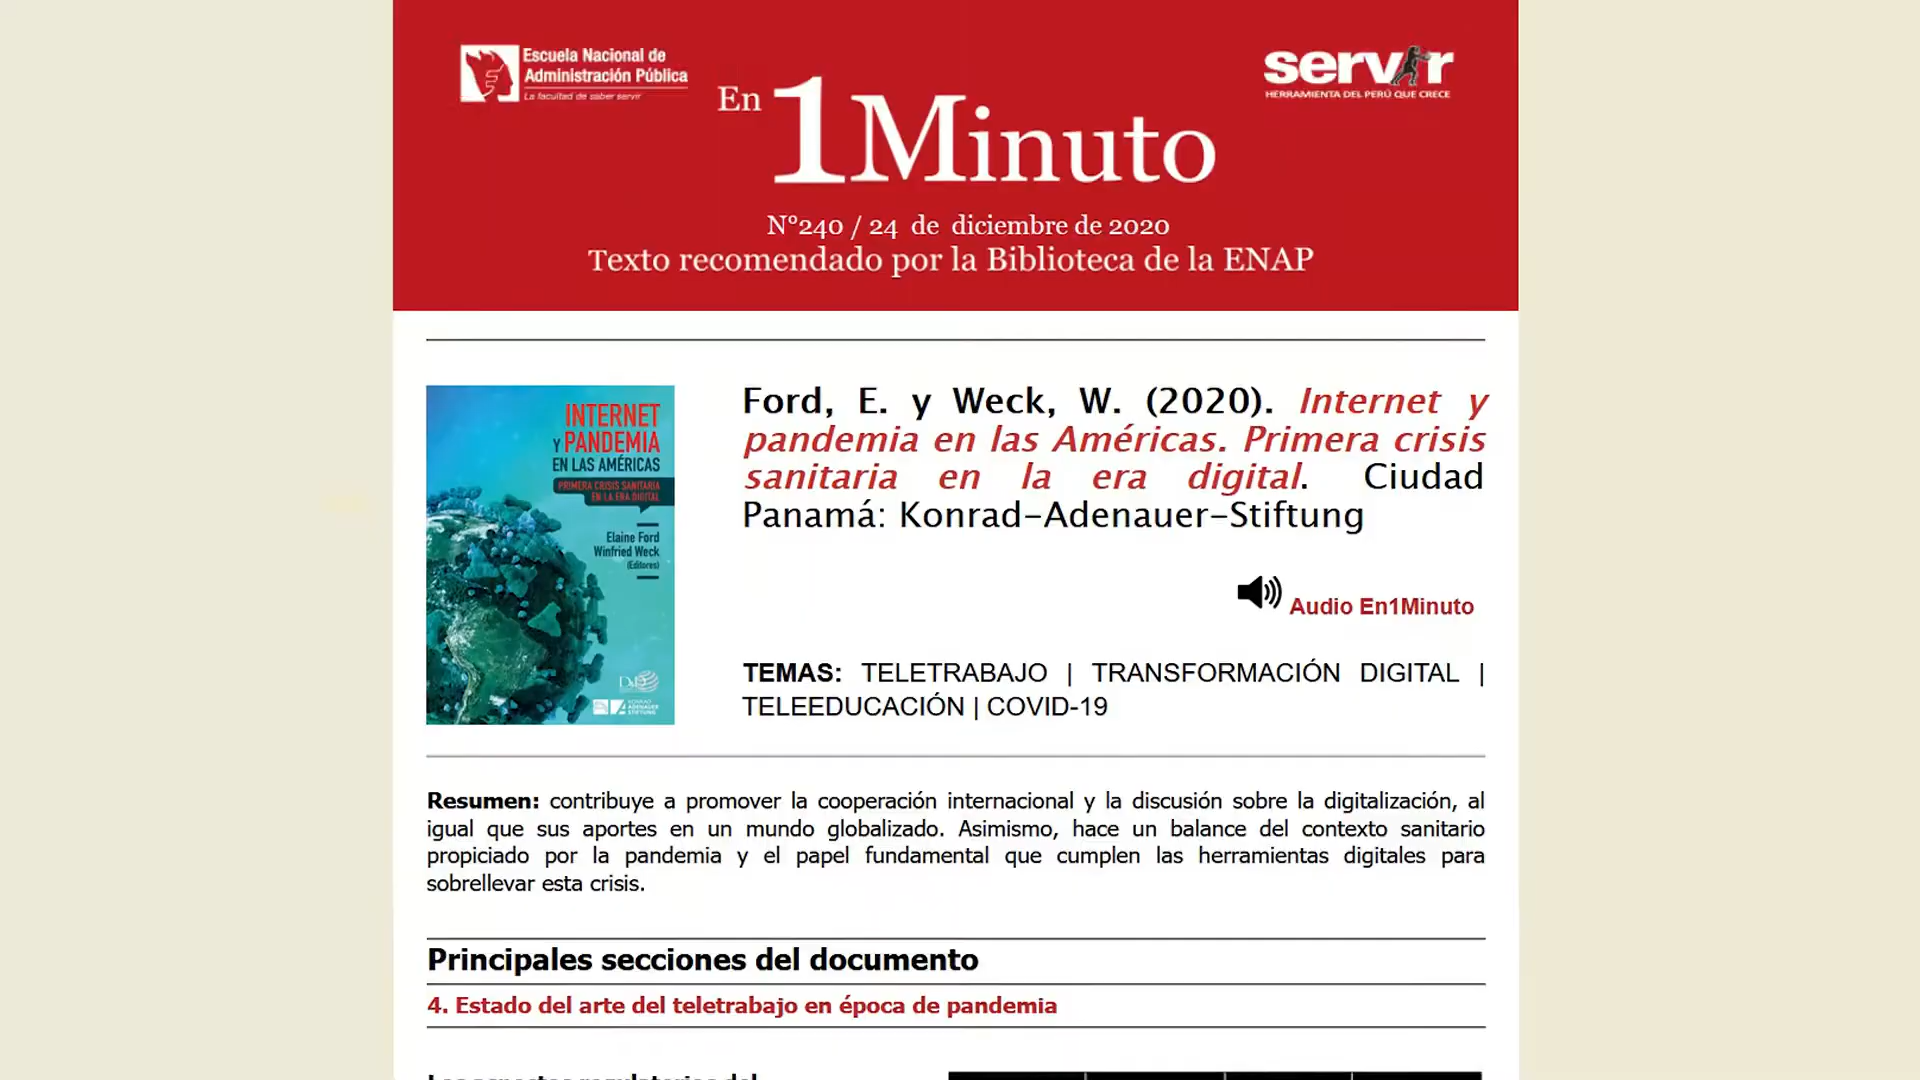 Escuela Nacional de
Administración Pública
La facultad de saber servir
servir
HERRAMIENTA DEL PERÚ QUE CRECE
En 1Minuto
N°240 / 24 de diciembre de 2020
Texto recomendado por la Biblioteca de la ENAP
INTERNET
Y PANDEMIA
EN LAS AMÉRICAS
PRIMERA CRISIS SANITARIA
EN LA ERA DIGITAL
Elaine Ford
Winfried Weck
(Editores)
KONRAD
ADENAUER
STIFTUNG
Ford, E. y Weck, W. (2020). Internet y
pandemia en las Américas. Primera crisis
sanitaria en la era digital. Ciudad
Panamá: Konrad-Adenauer-Stiftung
Audio En1Minuto
TEMAS: TELETRABAJO | TRANSFORMACIÓN DIGITAL |
TELEEDUCACIÓN | COVID-19
Resumen: contribuye a promover la cooperación internacional y la discusión sobre la digitalización, al
igual que sus aportes en un mundo globalizado. Asimismo, hace un balance del contexto sanitario
propiciado por la pandemia y el papel fundamental que cumplen las herramientas digitales para
sobrellevar esta crisis.
Principales secciones del documento
4. Estado del arte del teletrabajo en época de pandemia